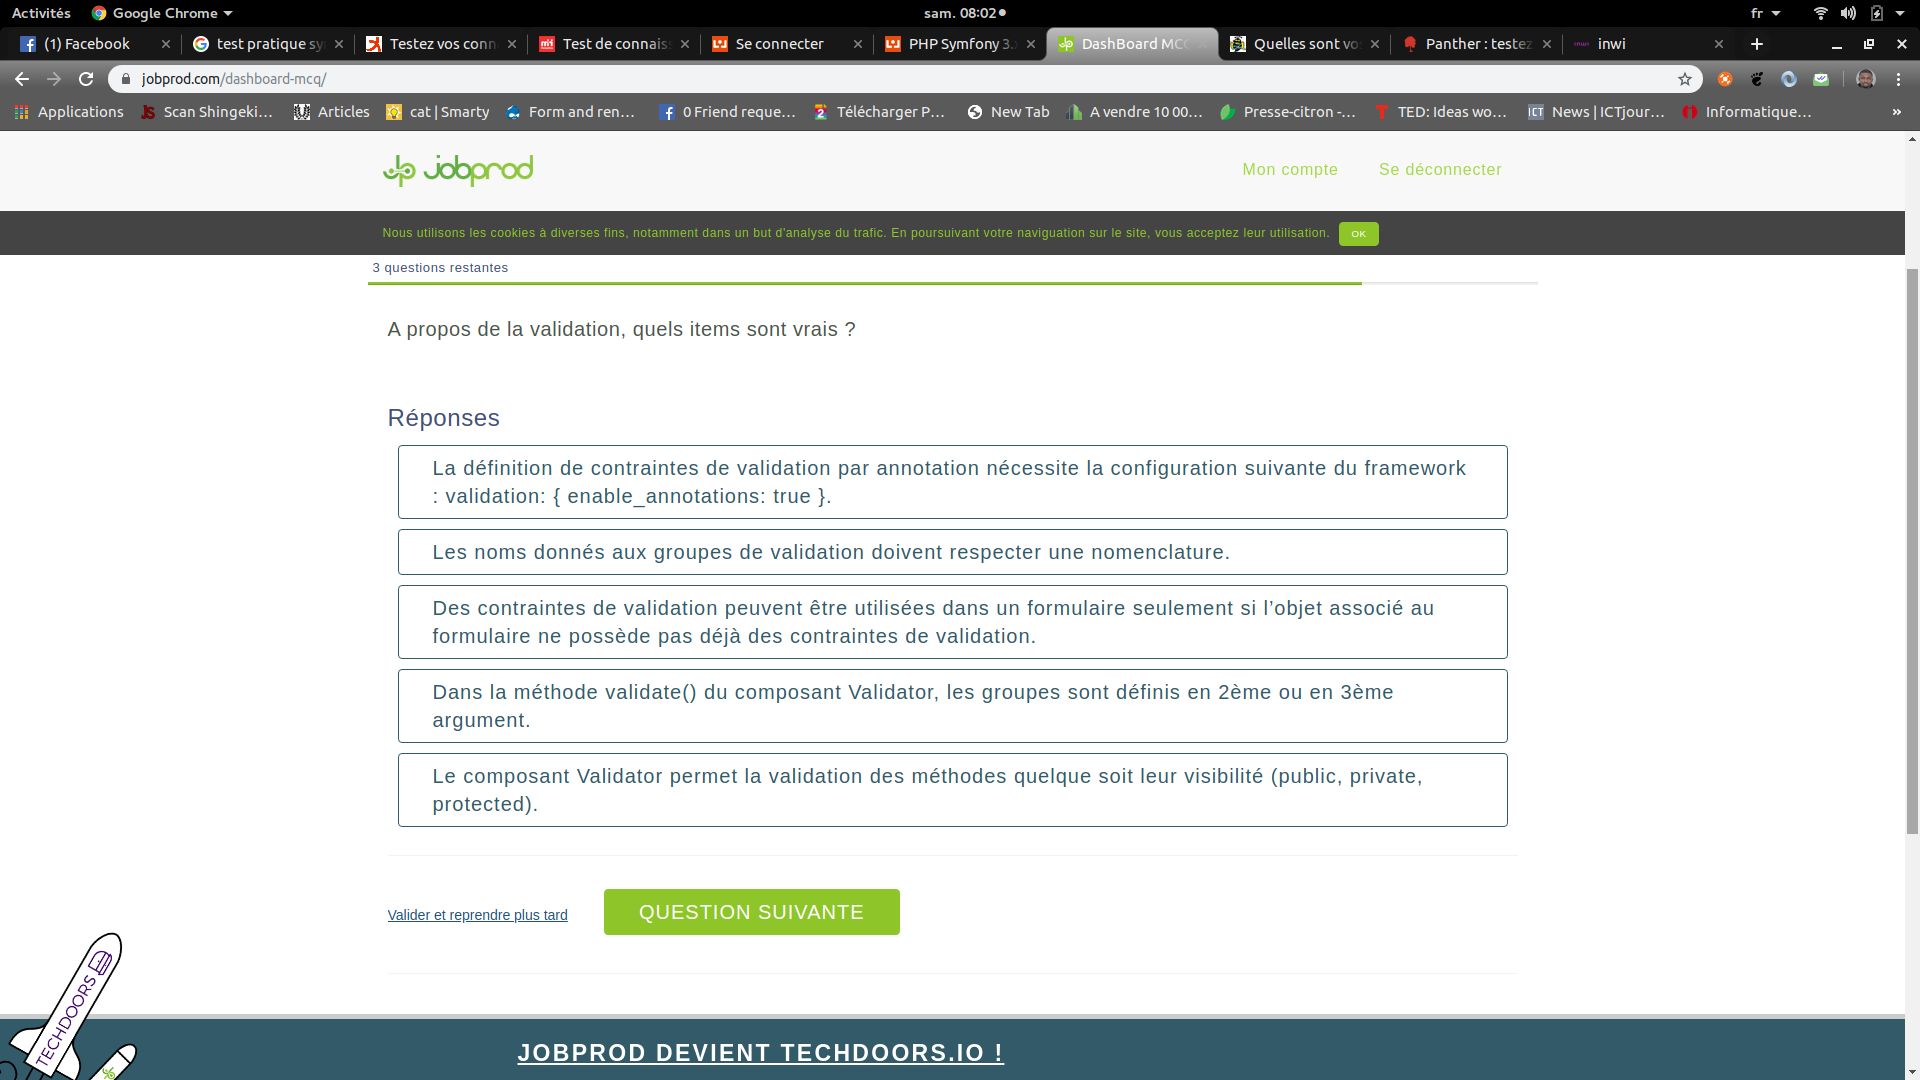 Activités
Google Chrome
sam. 08:02
fr
(1) Facebook
test pratique sy
Testez vos conn
Test de connais
Se connecter
PHP Symfony 3.
DashBoard MC
Quelles sont vo
Panther : testez
inwi
jobprod.com/dashboard-mcq/
Applications
Scan Shingeki...
Articles
cat | Smarty
Form and ren...
0 Friend reque...
Télécharger P...
New Tab
A vendre 10 00...
Presse-citron -...
TED: Ideas wo...
News | ICTjour...
Informatique...
»
jobprod
Mon compte
Se déconnecter
Nous utilisons les cookies à diverses fins, notamment dans un but d'analyse du trafic. En poursuivant votre naviguation sur le site, vous acceptez leur utilisation.
OK
3 questions restantes
A propos de la validation, quels items sont vrais ?
Réponses
La définition de contraintes de validation par annotation nécessite la configuration suivante du framework
: validation: { enable_annotations: true }.
Les noms donnés aux groupes de validation doivent respecter une nomenclature.
Des contraintes de validation peuvent être utilisées dans un formulaire seulement si l’objet associé au
formulaire ne possède pas déjà des contraintes de validation.
Dans la méthode validate() du composant Validator, les groupes sont définis en 2ème ou en 3ème
argument.
Le composant Validator permet la validation des méthodes quelque soit leur visibilité (public, private,
protected).
Valider et reprendre plus tard
QUESTION SUIVANTE
TECHDOORS
JOBPROD DEVIENT TECHDOORS.IO !